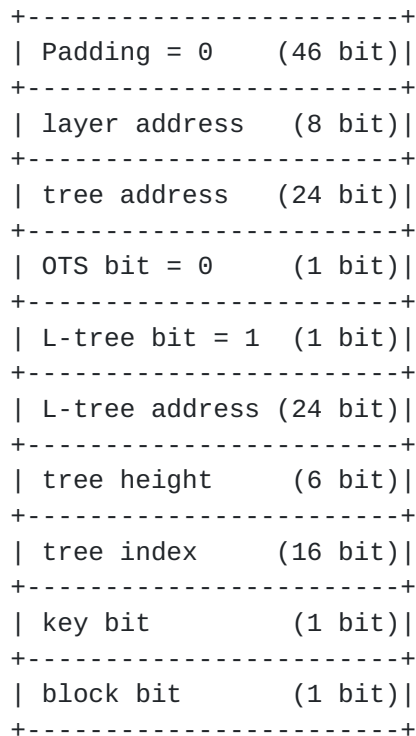 +------------------------+
| Padding = 0    (46 bit)|
+------------------------+
| layer address   (8 bit)|
+------------------------+
| tree address   (24 bit)|
+------------------------+
| OTS bit = 0     (1 bit)|
+------------------------+
| L-tree bit = 1  (1 bit)|
+------------------------+
| L-tree address (24 bit)|
+------------------------+
| tree height     (6 bit)|
+------------------------+
| tree index     (16 bit)|
+------------------------+
| key bit         (1 bit)|
+------------------------+
| block bit       (1 bit)|
+------------------------+